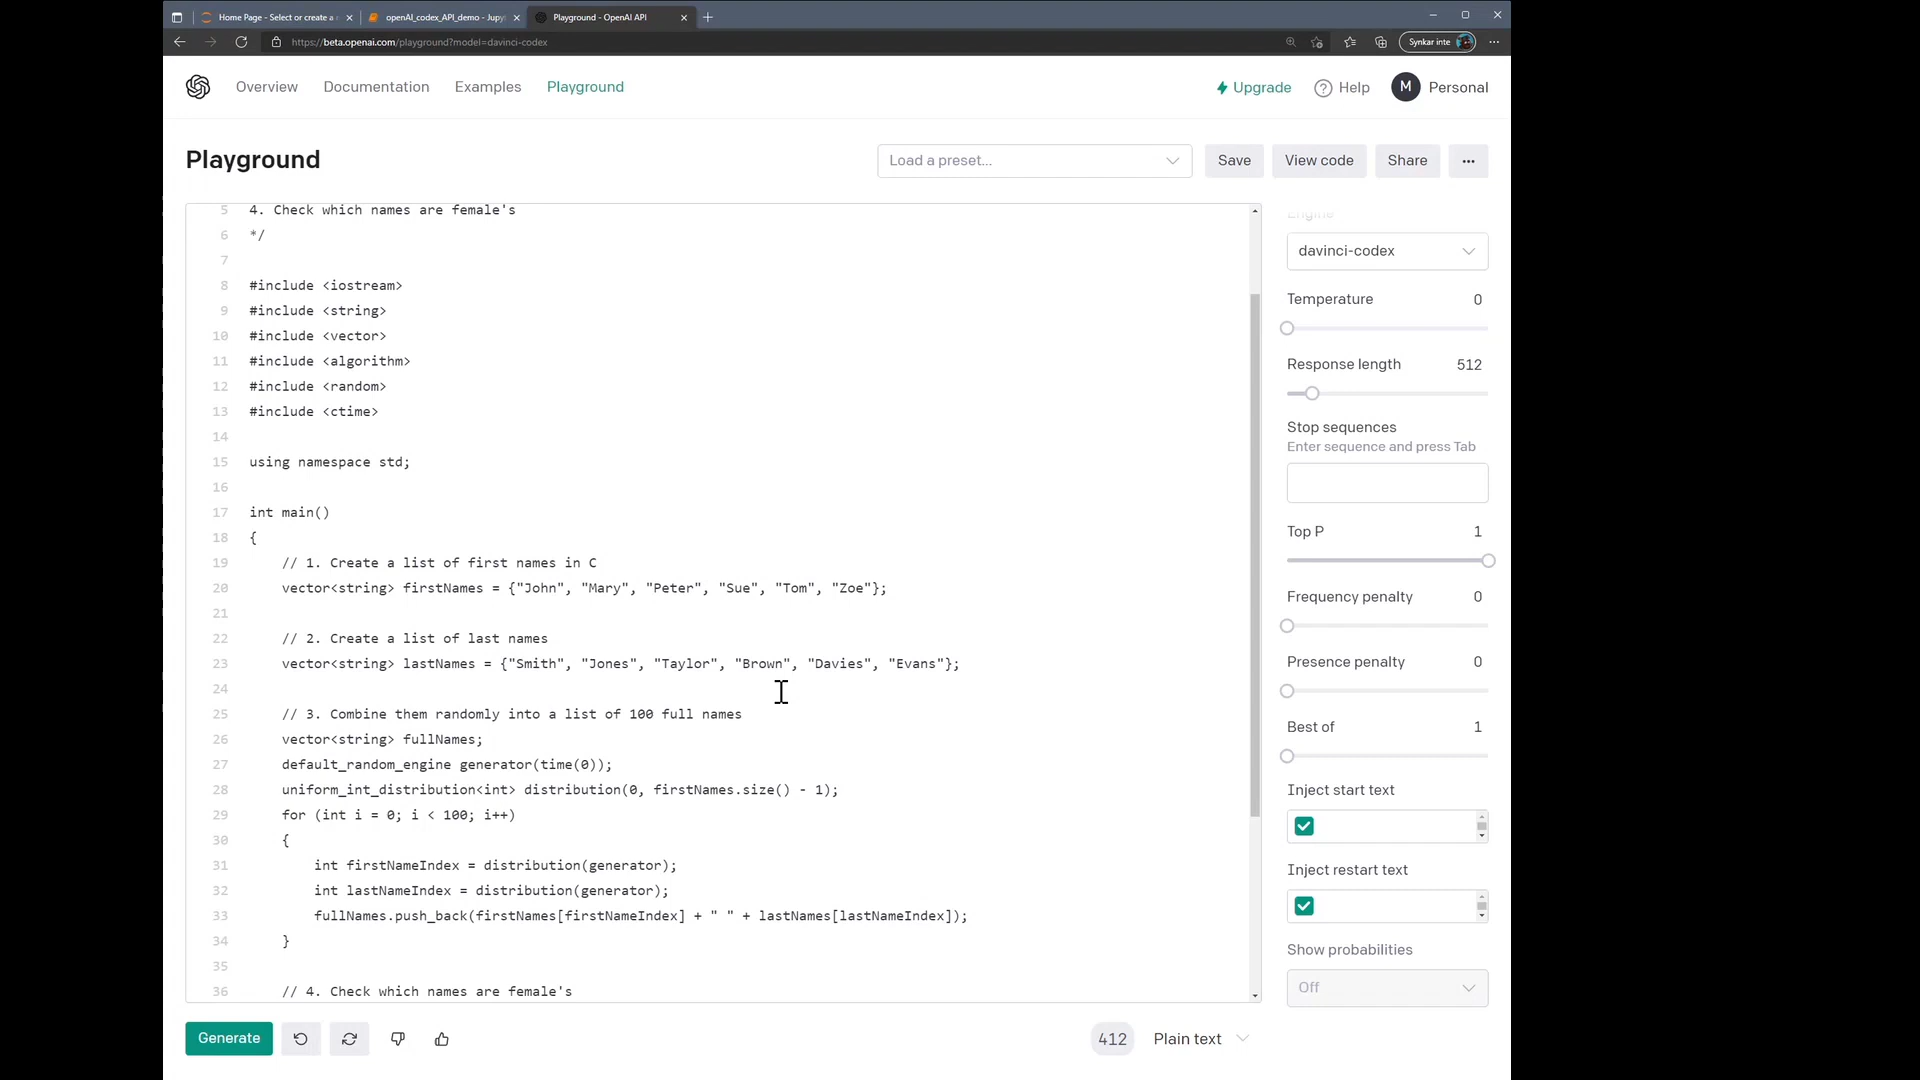 Home Page - Select or create a n
openAI_codex_API_demo - Jupy
Playground - OpenAI API
https://beta.openai.com/playground?model=davinci-codex
Synkar inte
Overview
Documentation
Examples
Playground
Upgrade
Help
M
Personal
Playground
Load a preset...
Save
View code
Share
5 4. Check which names are female's
6 */
7
8 #include <iostream>
9 #include <string>
10 #include <vector>
11 #include <algorithm>
12 #include <random>
13 #include <ctime>
14
15 using namespace std;
16
17 int main()
18 {
19 // 1. Create a list of first names in C
20 vector<string> firstNames = {"John", "Mary", "Peter", "Sue", "Tom", "Zoe"};
21
22 // 2. Create a list of last names
23 vector<string> lastNames = {"Smith", "Jones", "Taylor", "Brown", "Davies", "Evans"};
24
25 // 3. Combine them randomly into a list of 100 full names
26 vector<string> fullNames;
27 default_random_engine generator(time(0));
28 uniform_int_distribution<int> distribution(0, firstNames.size() - 1);
29 for (int i = 0; i < 100; i++)
30 {
31 int firstNameIndex = distribution(generator);
32 int lastNameIndex = distribution(generator);
33 fullNames.push_back(firstNames[firstNameIndex] + " " + lastNames[lastNameIndex]);
34 }
35
36 // 4. Check which names are female's
Engine
davinci-codex
Temperature 0
Response length 512
Stop sequences
Enter sequence and press Tab
Top P 1
Frequency penalty 0
Presence penalty 0
Best of 1
Inject start text
Inject restart text
Show probabilities
Off
Generate
412
Plain text